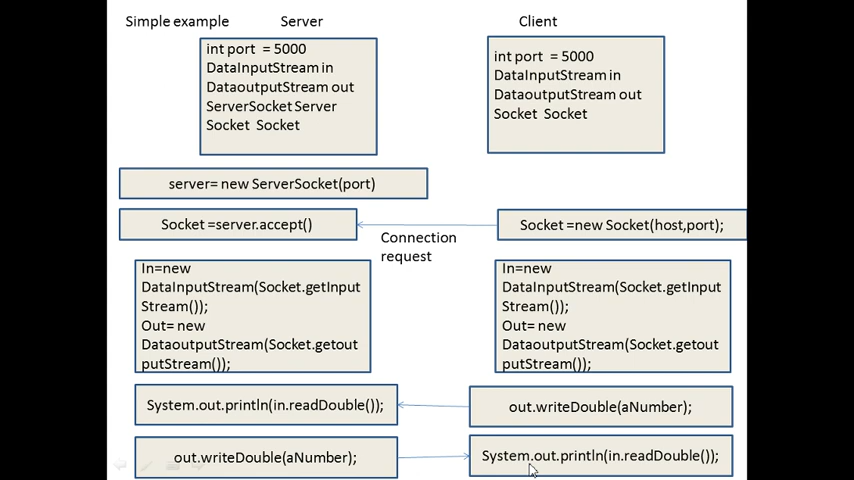 Simple example Server Client
int port = 5000
DataInputStream in
DataoutputStream out
ServerSocket Server
Socket Socket
int port = 5000
DataInputStream in
DataoutputStream out
Socket Socket
server= new ServerSocket(port)
Socket =server.accept()
Connection
request
Socket =new Socket(host,port);
In=new
DataInputStream(Socket.getInput
Stream());
Out= new
DataoutputStream(Socket.getout
putStream());
In=new
DataInputStream(Socket.getInput
Stream());
Out= new
DataoutputStream(Socket.getout
putStream());
System.out.println(in.readDouble());
out.writeDouble(aNumber);
out.writeDouble(aNumber);
System.out.println(in.readDouble());